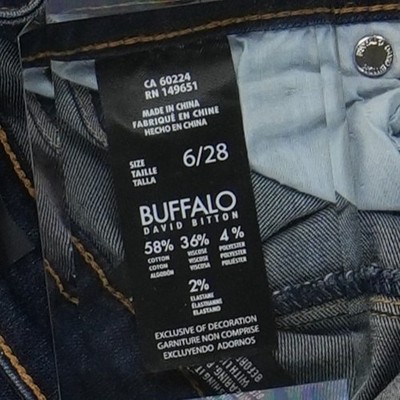 CA 60224
RN 149651
MADE IN CHINA
FABRIQUÉ EN CHINE
HECHO EN CHINA
SIZE
TAILLE
TALLA
6/28
BUFFALO
DAVID BITTON
58% 36% 4%
COTTON VISCOSE POLYESTER
COTON VISCOSE POLYESTER
ALGODÓN VISCOSA POLIÉSTER
2%
ELASTANE
ÉLASTHANNE
ELASTANO
EXCLUSIVE OF DECORATION
GARNITURE NON COMPRISE
EXCLUYENDO ADORNOS